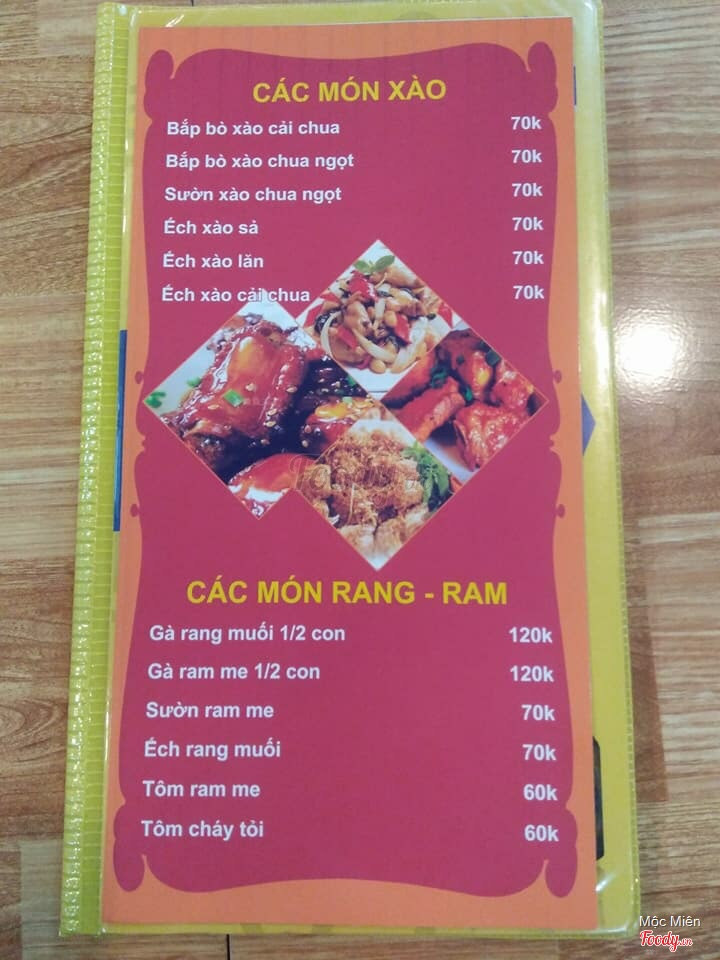 CÁC MÓN XÀO
Bắp bò xào cải chua 70k
Bắp bò xào chua ngọt 70k
Sườn xào chua ngọt 70k
Ếch xào sả 70k
Ếch xào lăn 70k
Ếch xào cải chua 70k
CÁC MÓN RANG - RAM
Gà rang muối 1/2 con 120k
Gà ram me 1/2 con 120k
Sườn ram me 70k
Ếch rang muối 70k
Tôm ram me 60k
Tôm cháy tỏi 60k
Mộc Miên
Foody.vn